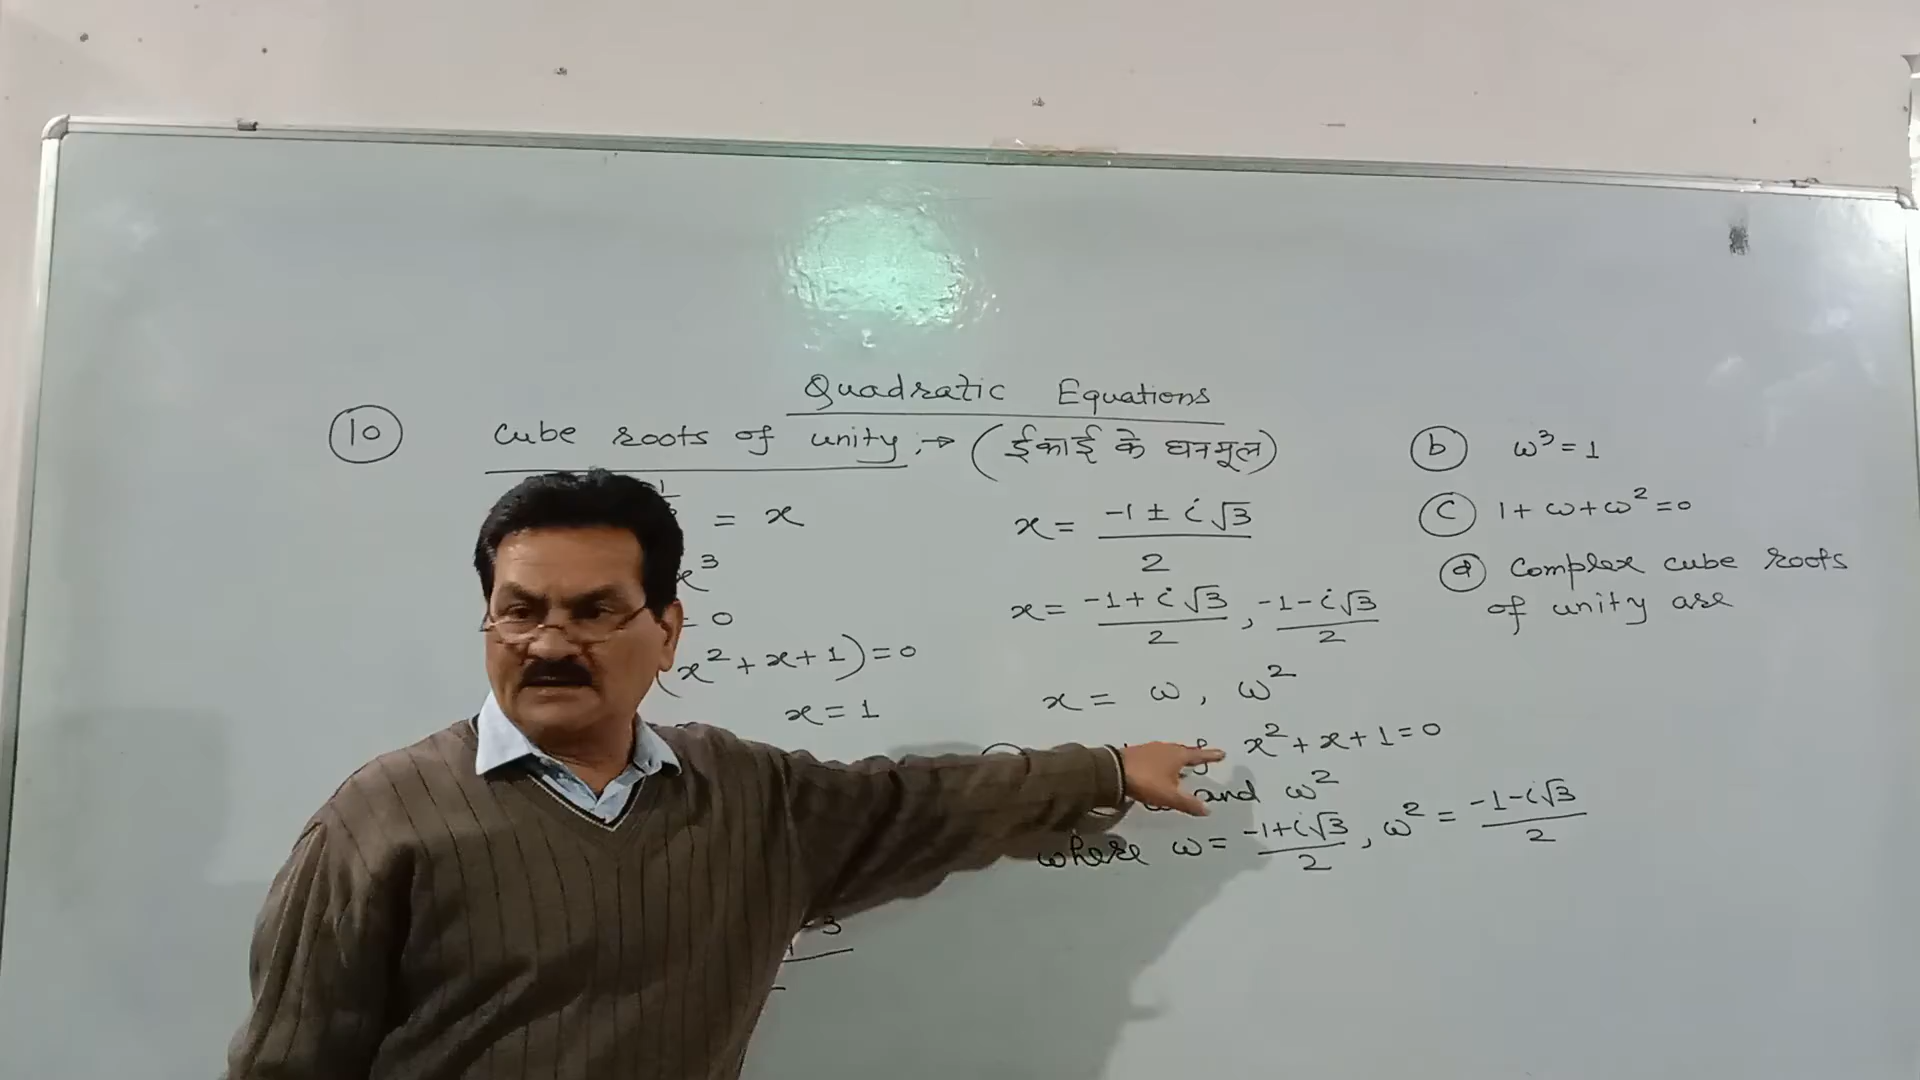 Quadratic Equations
10 Cube roots of unity :→ (ईकाई के घनमूल)
= x
x³
= 0
(x² + x + 1) = 0
x = 1
-3
x = (-1 ± i√3)/2
x = (-1 + i√3)/2 , (-1 - i√3)/2
x = ω , ω²
x² + x + 1 = 0
and ω²
where ω = (-1 + i√3)/2 , ω² = (-1 - i√3)/2
b ω³ = 1
c 1 + ω + ω² = 0
d Complex cube roots
of unity are